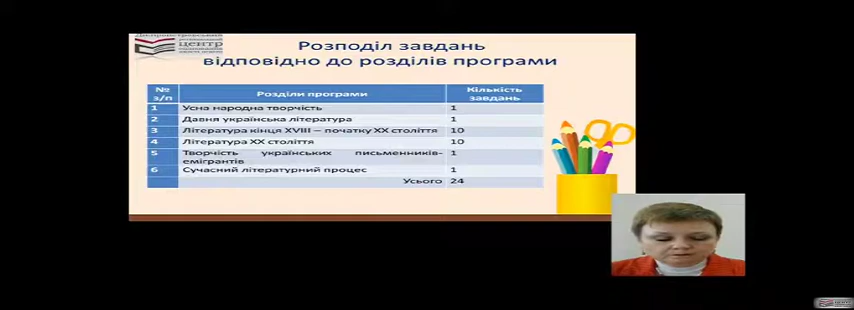 центр
Розподіл завдань
відповідно до розділів програми
№ з/п Розділи програми Кількість завдань
1 Усна народна творчість 1
2 Давня українська література 1
3 Література кінця XVIII – початку XX століття 10
4 Література XX століття 10
5 Творчість українських письменників-емігрантів 1
6 Сучасний літературний процес 1
Усього 24